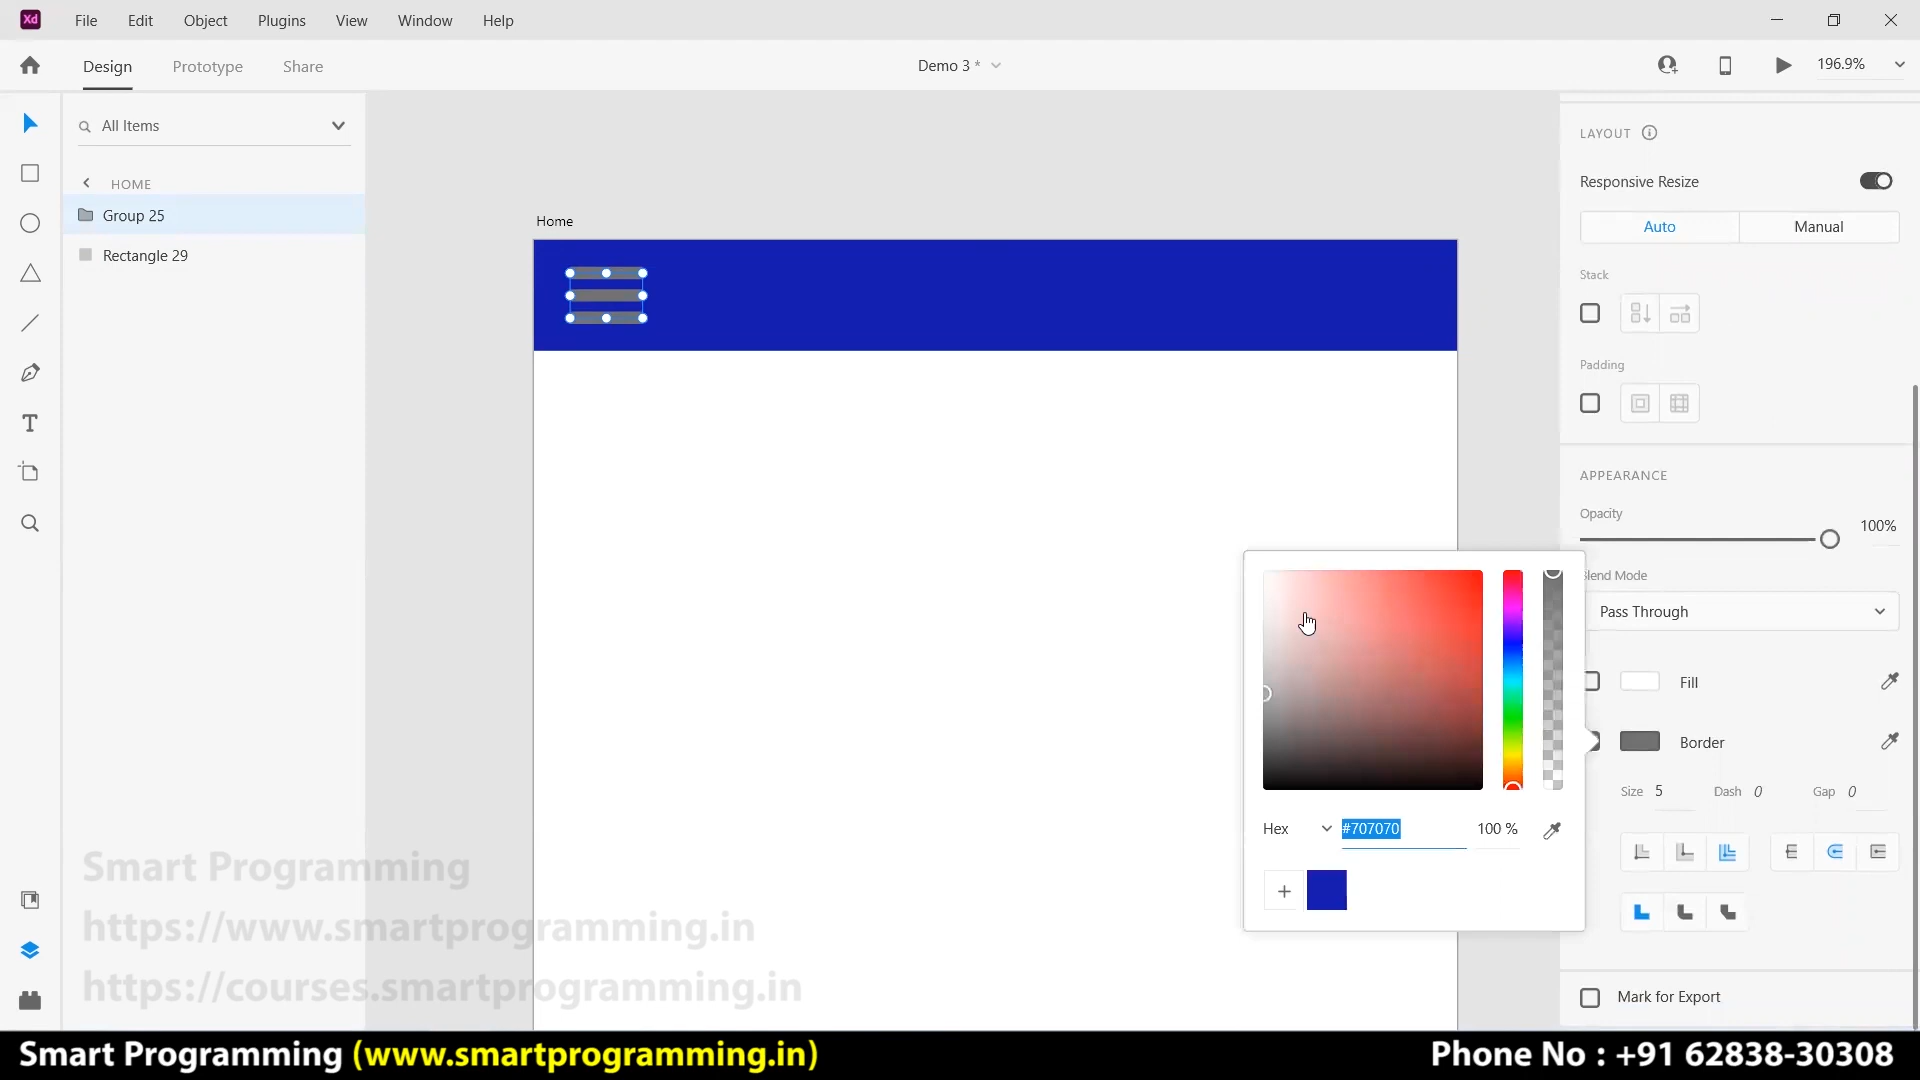 Xd File Edit Object Plugins View Window Help
Design Prototype Share Demo 3 * 196.9%
All Items
HOME
Group 25
Rectangle 29
Home
LAYOUT
Responsive Resize
Auto Manual
Stack
Padding
APPEARANCE
Opacity
100%
Blend Mode
Pass Through
Fill
Border
Size 5 Dash 0 Gap 0
Hex #707070 100 %
Mark for Export
Smart Programming
https://www.smartprogramming.in
https://courses.smartprogramming.in
Smart Programming (www.smartprogramming.in) Phone No : +91 62838-30308